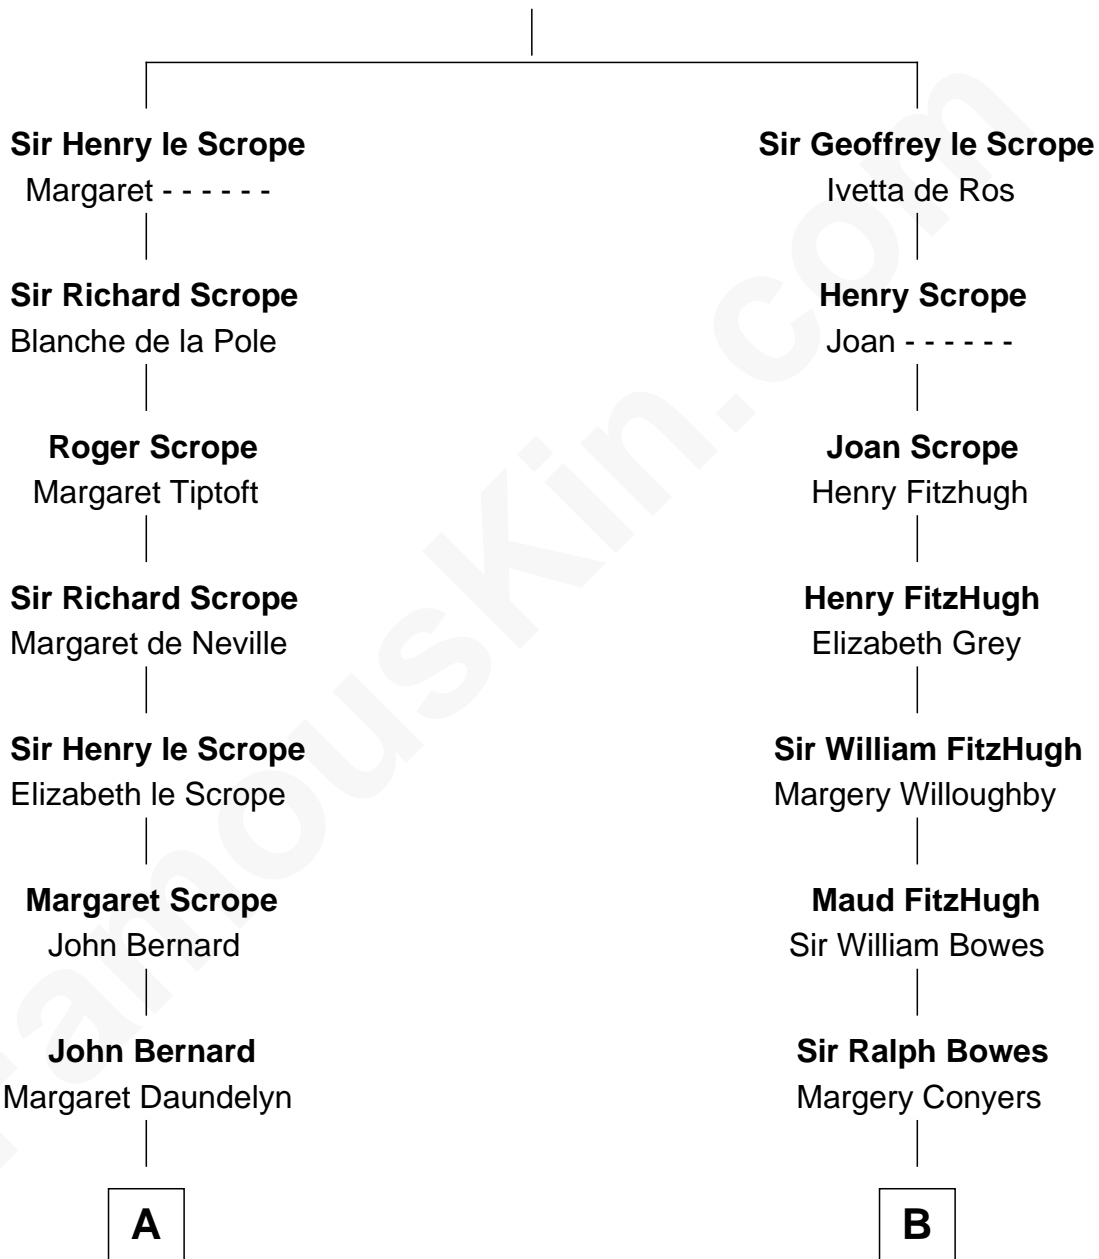 Sir Henry le Scrope
Margaret - - - - - -
Sir Richard Scrope
Blanche de la Pole
Roger Scrope
Margaret Tiptoft
Sir Richard Scrope
Margaret de Neville
Sir Henry le Scrope
Elizabeth le Scrope
Margaret Scrope
John Bernard
John Bernard
Margaret Daundelyn
A
Sir Geoffrey le Scrope
Ivetta de Ros
Henry Scrope
Joan - - - - - -
Joan Scrope
Henry Fitzhugh
Henry FitzHugh
Elizabeth Grey
Sir William FitzHugh
Margery Willoughby
Maud FitzHugh
Sir William Bowes
Sir Ralph Bowes
Margery Conyers
B
famouskin.com